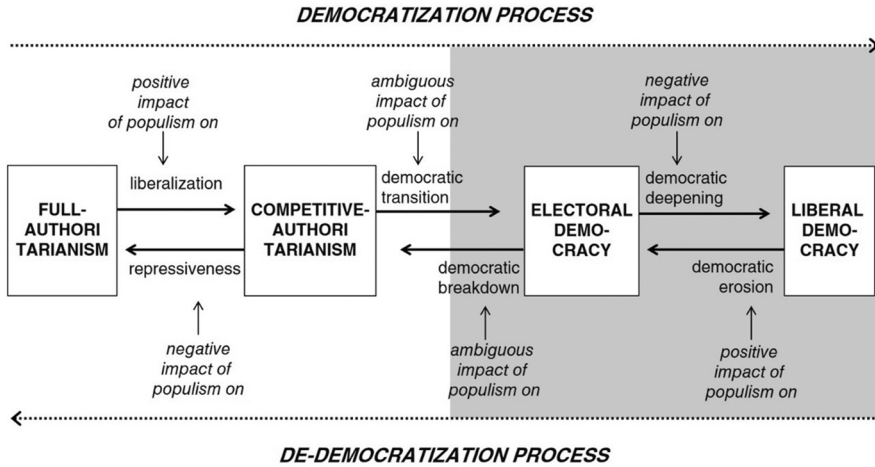 DEMOCRATIZATION PROCESS
positive
impact
of populism on
ambiguous
impact of
populism on
negative
impact of
populism on
liberalization
democratic
transition
democratic
deepening
FULL-
AUTHORI
TARIANISM
COMPETITIVE-
AUTHORI
TARIANISM
ELECTORAL
DEMO-
CRACY
LIBERAL
DEMO-
CRACY
repressiveness
democratic
breakdown
democratic
erosion
negative
impact of
populism on
ambiguous
impact of
populism on
positive
impact of
populism on
DE-DEMOCRATIZATION PROCESS